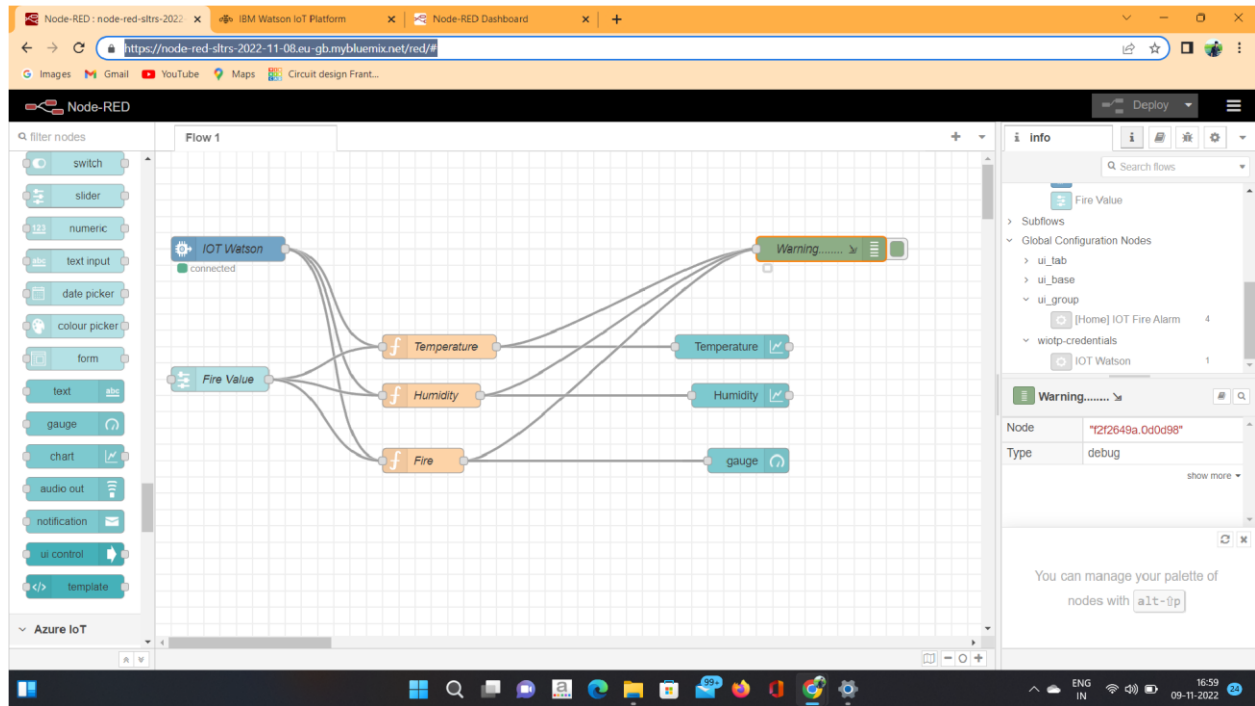 Node-RED : node-red-sltrs-2022 IBM Watson IoT Platform Node-RED Dashboard
https://node-red-sltrs-2022-11-08.eu-gb.mybluemix.net/red/#
Images Gmail YouTube Maps Circuit design Frant...
Node-RED Deploy
filter nodes Flow 1 i info
switch
slider
numeric
text input
date picker
colour picker
form
text abc
gauge
chart
audio out
notification
ui control
template
Azure IoT
IOT Watson
connected
Fire Value
Temperature
Humidity
Fire
Warning........
Temperature
Humidity
gauge
Search flows
Fire Value
Subflows
Global Configuration Nodes
ui_tab
ui_base
ui_group
[Home] IOT Fire Alarm 4
wiotp-credentials
IOT Watson 1
Warning........
Node "f2f2649a.0d0d98"
Type debug
show more
You can manage your palette of
nodes with alt-⇧p
99+
ENG
IN
16:59
09-11-2022
24